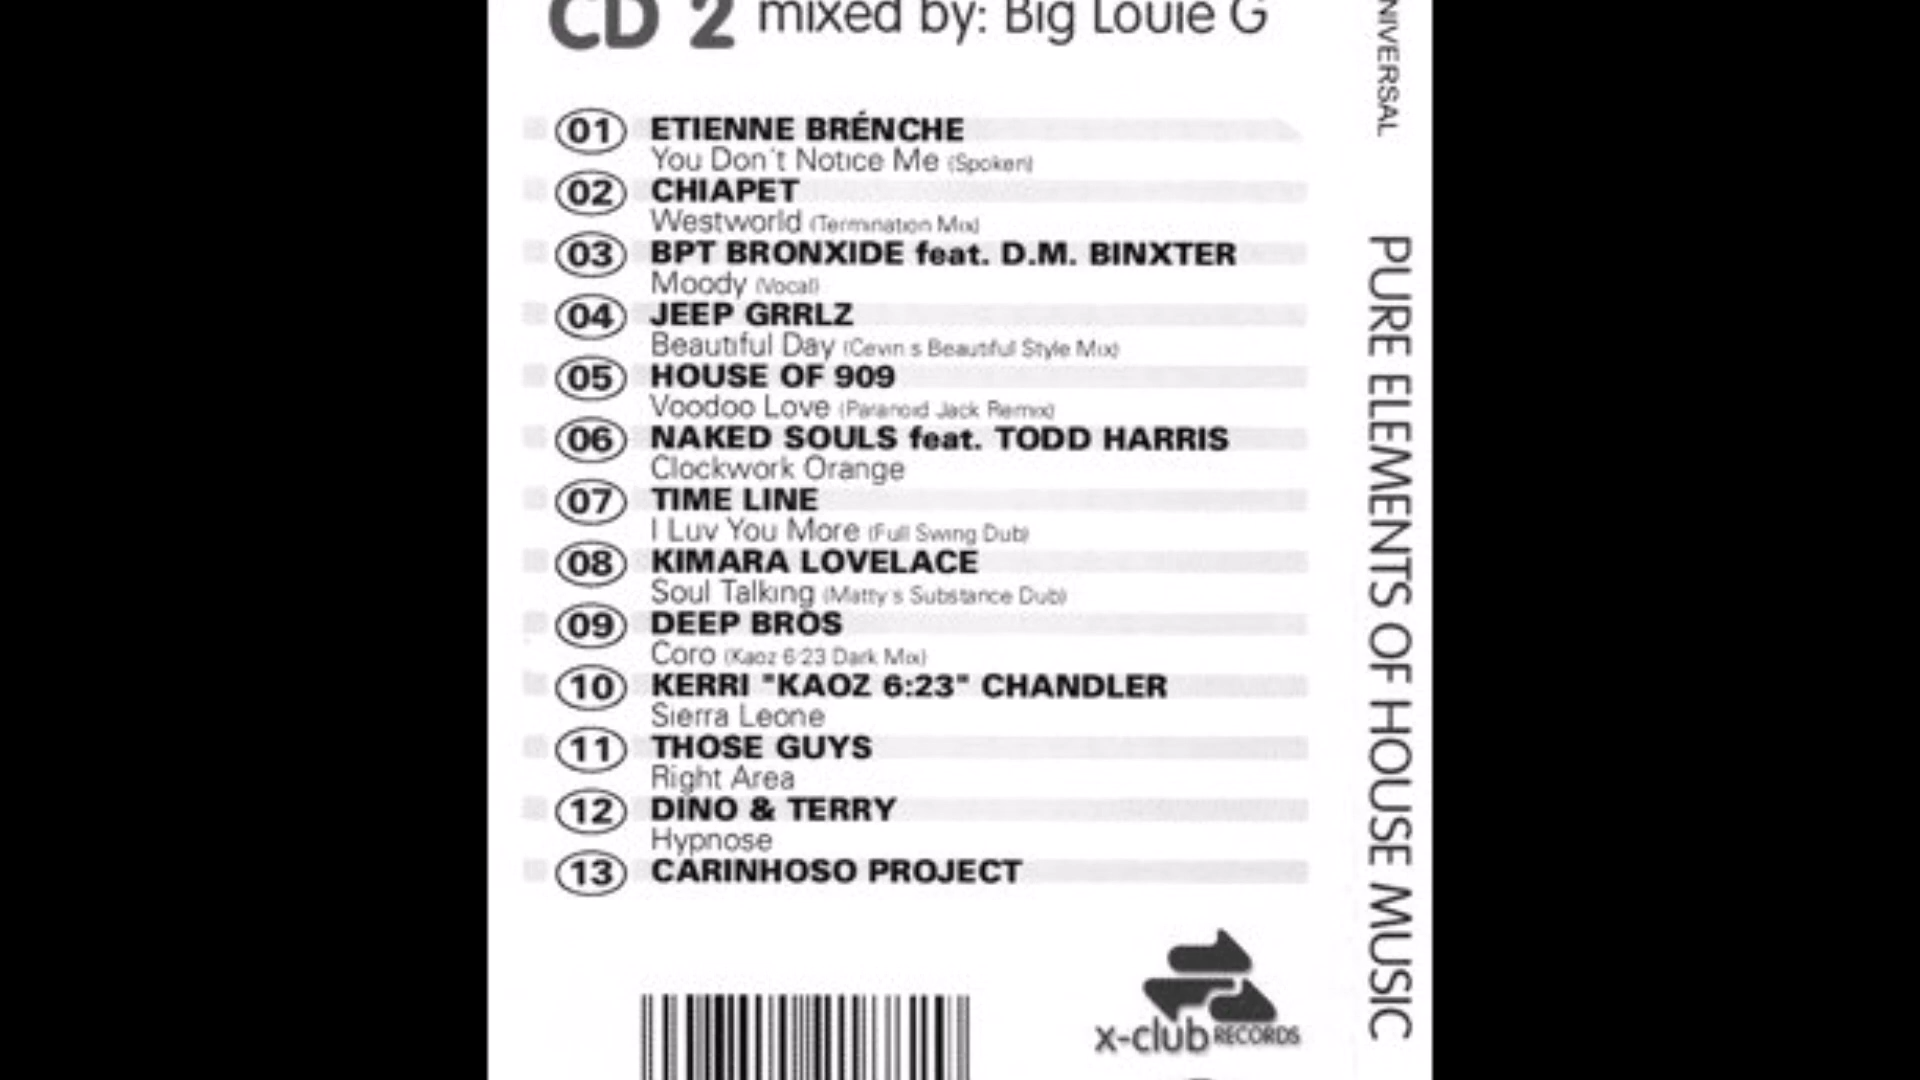 CD 2 mixed by: Big Louie G
01 ETIENNE BRÉNCHE
You Don't Notice Me (Spoken)
02 CHIAPET
Westworld (Termination Mix)
03 BPT BRONXIDE feat. D.M. BINXTER
Moody (Vocal)
04 JEEP GRRLZ
Beautiful Day (Cevin s Beautiful Style Mix)
05 HOUSE OF 909
Voodoo Love (Paranoid Jack Remix)
06 NAKED SOULS feat. TODD HARRIS
Clockwork Orange
07 TIME LINE
I Luv You More (Full Swing Dub)
08 KIMARA LOVELACE
Soul Talking (Matty s Substance Dub)
09 DEEP BROS
Coro (Kaoz 6:23 Dark Mix)
10 KERRI "KAOZ 6:23" CHANDLER
Sierra Leone
11 THOSE GUYS
Right Area
12 DINO & TERRY
Hypnose
13 CARINHOSO PROJECT
x-club RECORDS
PURE ELEMENTS OF HOUSE MUSIC